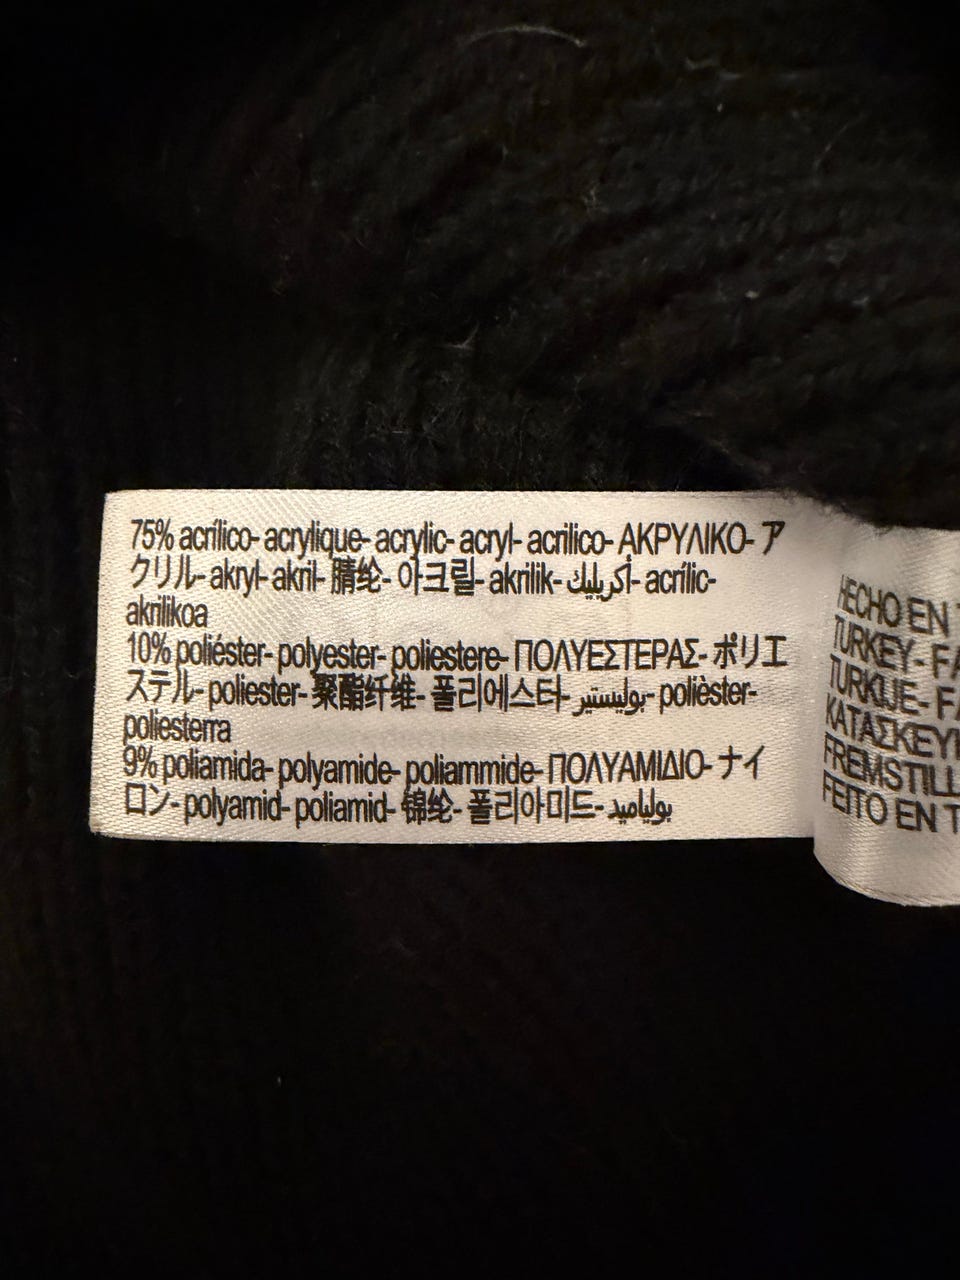 75% acrílico- acrylique- acrylic- acryl- acrilico- ΑΚΡΥΛΙΚΟ- ア
クリル- akryl- akril- 腈纶- 아크릴- akrilik- أكريليك- acrílic-
akrilikoa
10% poliéster- polyester- poliestere- ΠΟΛΥΕΣΤΕΡΑΣ- ポリエ
ステル- poliester- 聚酯纤维- 폴리에스터- بوليستير- polièster-
poliesterra
9% poliamida- polyamide- poliammide- ΠΟΛΥΑΜΙΔΙΟ- ナイ
ロン- polyamid- poliamid- 锦纶- 폴리아미드- بولياميد
HECHO EN
TURKEY-
TURKIJE-
FEITO EN